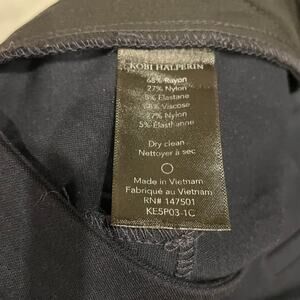 KOBI HALPERIN
68% Rayon
27% Nylon
5% Elastane
68% Viscose
27% Nylon
5% Élasthanne
Dry clean
Nettoyer à sec
Made in Vietnam
Fabriqué au Vietnam
RN# 147501
KE5P03-1C